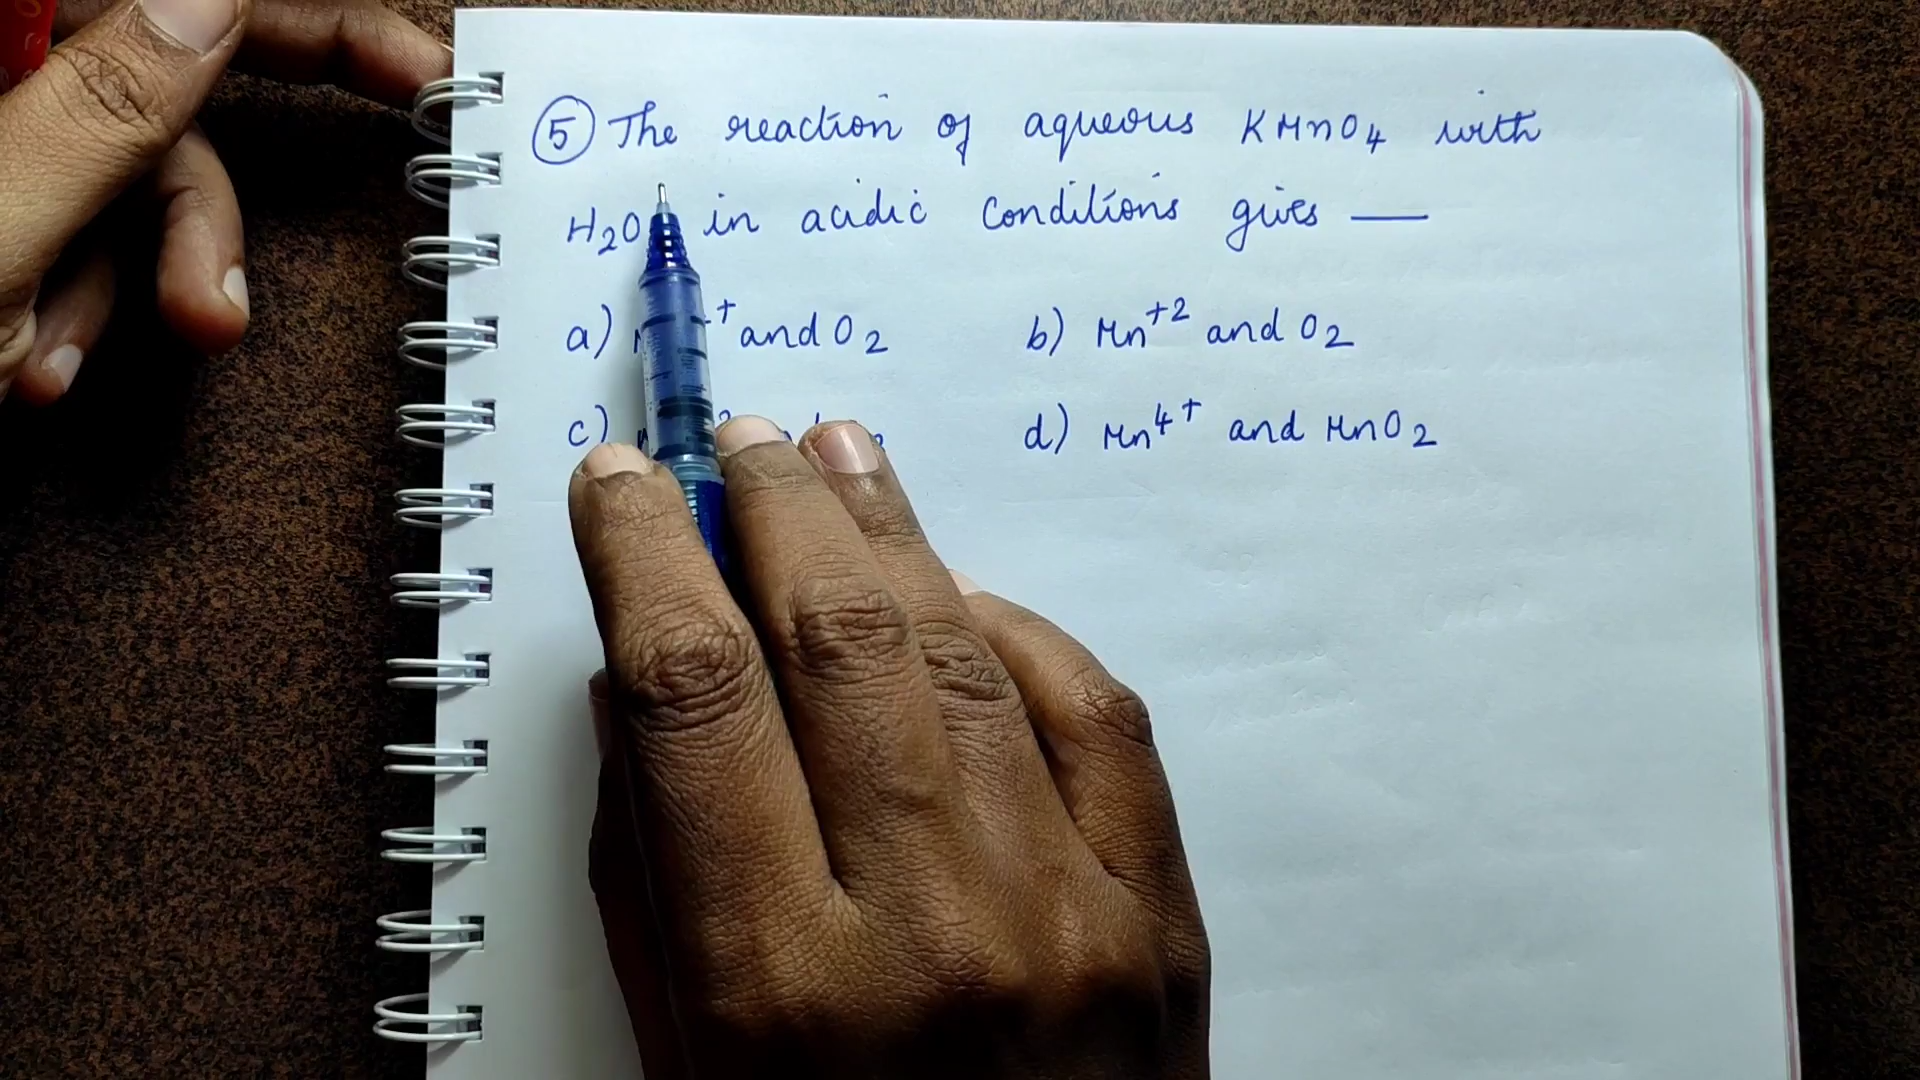 5 The reaction of aqueous KMnO4 with
H2O in acidic conditions gives —
a) + and O2 b) Mn+2 and O2
c) d) Mn4+ and MnO2